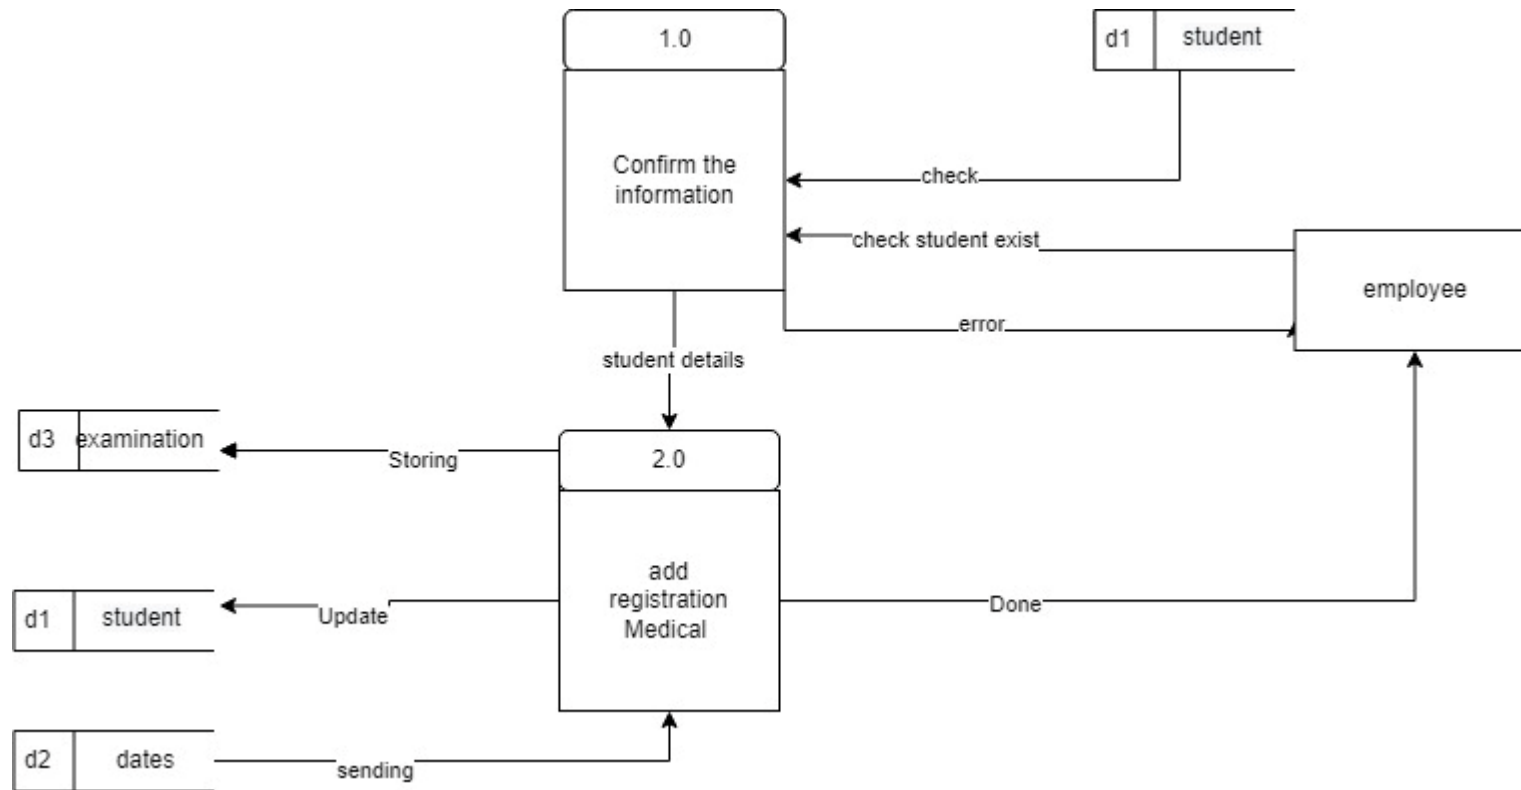 1.0
d1 student
Confirm the
information
check
check student exist
employee
error
student details
d3 examination
Storing
2.0
add
registration
Medical
d1 student
Update
Done
d2 dates
sending